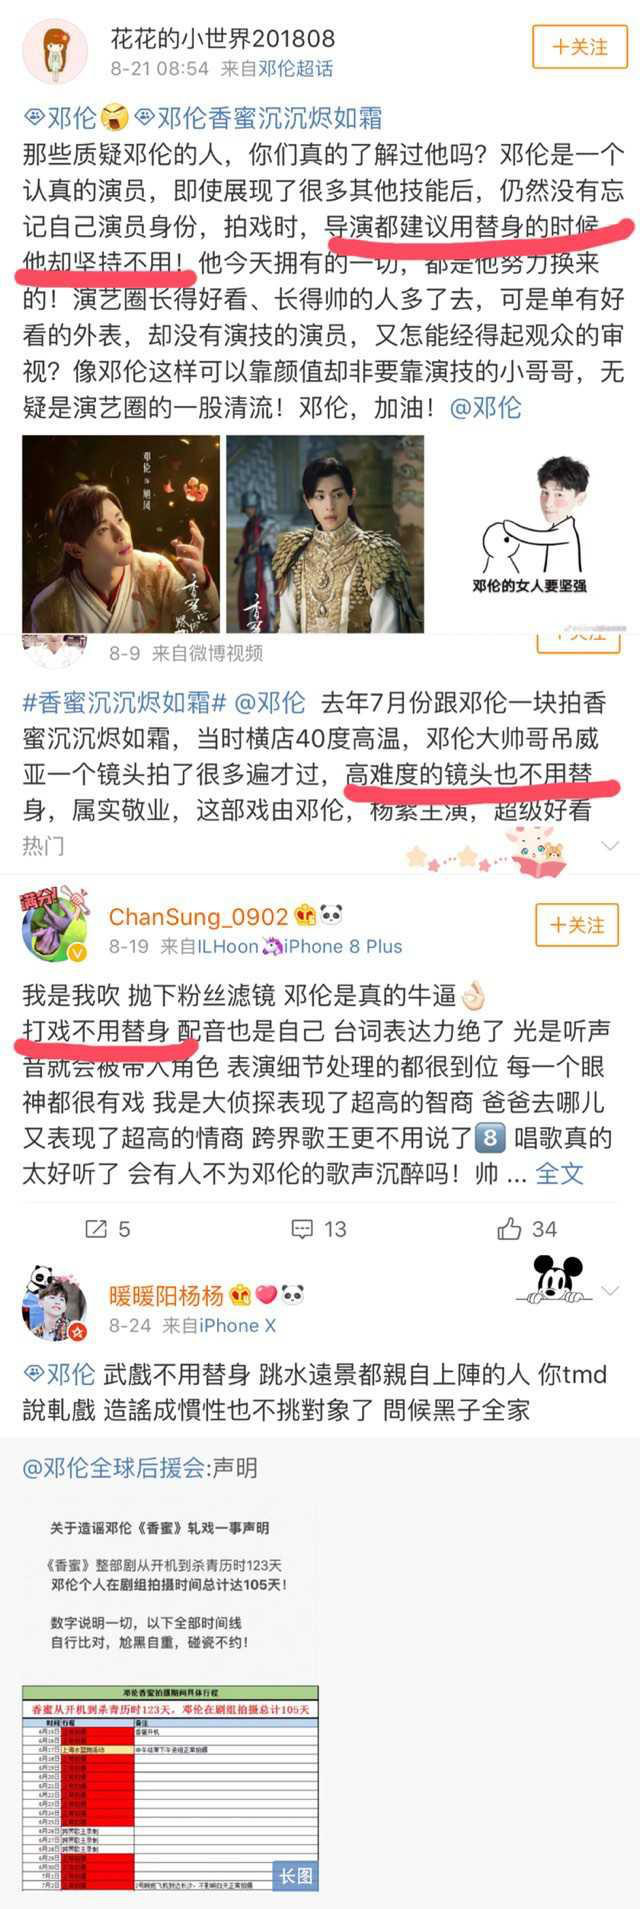 花花的小世界201808
十关注
8-21 08:54 来自邓伦超话
邓伦 邓伦香蜜沉沉烬如霜
那些质疑邓伦的人，你们真的了解过他吗？邓伦是一个
认真的演员，即使展现了很多其他技能后，仍然没有忘
记自己演员身份，拍戏时，导演都建议用替身的时候，
他却坚持不用！他今天拥有的一切，都是他努力换来
的！演艺圈长得好看、长得帅的人多了去，可是单有好
看的外表，却没有演技的演员，又怎能经得起观众的审
视？像邓伦这样可以靠颜值却非要靠演技的小哥哥，无
疑是演艺圈的一股清流！邓伦，加油！@邓伦
邓伦的女人要坚强
8-9 来自微博视频
#香蜜沉沉烬如霜# @邓伦 去年7月份跟邓伦一块拍香
蜜沉沉烬如霜，当时横店40度高温，邓伦大帅哥吊威
亚一个镜头拍了很多遍才过，高难度的镜头也不用替
身，属实敬业，这部戏由邓伦，杨紫主演，超级好看
热门
满分!
ChanSung_0902
十关注
8-19 来自ILHoon🦄iPhone 8 Plus
我是我吹 抛下粉丝滤镜 邓伦是真的牛逼👌🏻
打戏不用替身 配音也是自己 台词表达力绝了 光是听声
音就会被带入角色 表演细节处理的都很到位 每一个眼
神都很有戏 我是大侦探表现了超高的智商 爸爸去哪儿
又表现了超高的情商 跨界歌王更不用说了8️⃣ 唱歌真的
太好听了 会有人不为邓伦的歌声沉醉吗！帅 ... 全文
5 13 34
暖暖阳杨杨
8-24 来自iPhone X
邓伦 武戲不用替身 跳水遠景都親自上陣的人 你tmd
說軋戲 造謠成慣性也不挑對象了 問候黑子全家
@邓伦全球后援会:声明
关于造谣邓伦《香蜜》轧戏一事声明
《香蜜》整部剧从开机到杀青历时123天
邓伦个人在剧组拍摄时间总计达105天！
数字说明一切，以下全部时间线
自行比对，尬黑自重，碰瓷不约！
邓伦香蜜拍摄期间具体行程
香蜜从开机到杀青历时123天，邓伦在剧组拍摄总计105天
时间 行程 备注
长图